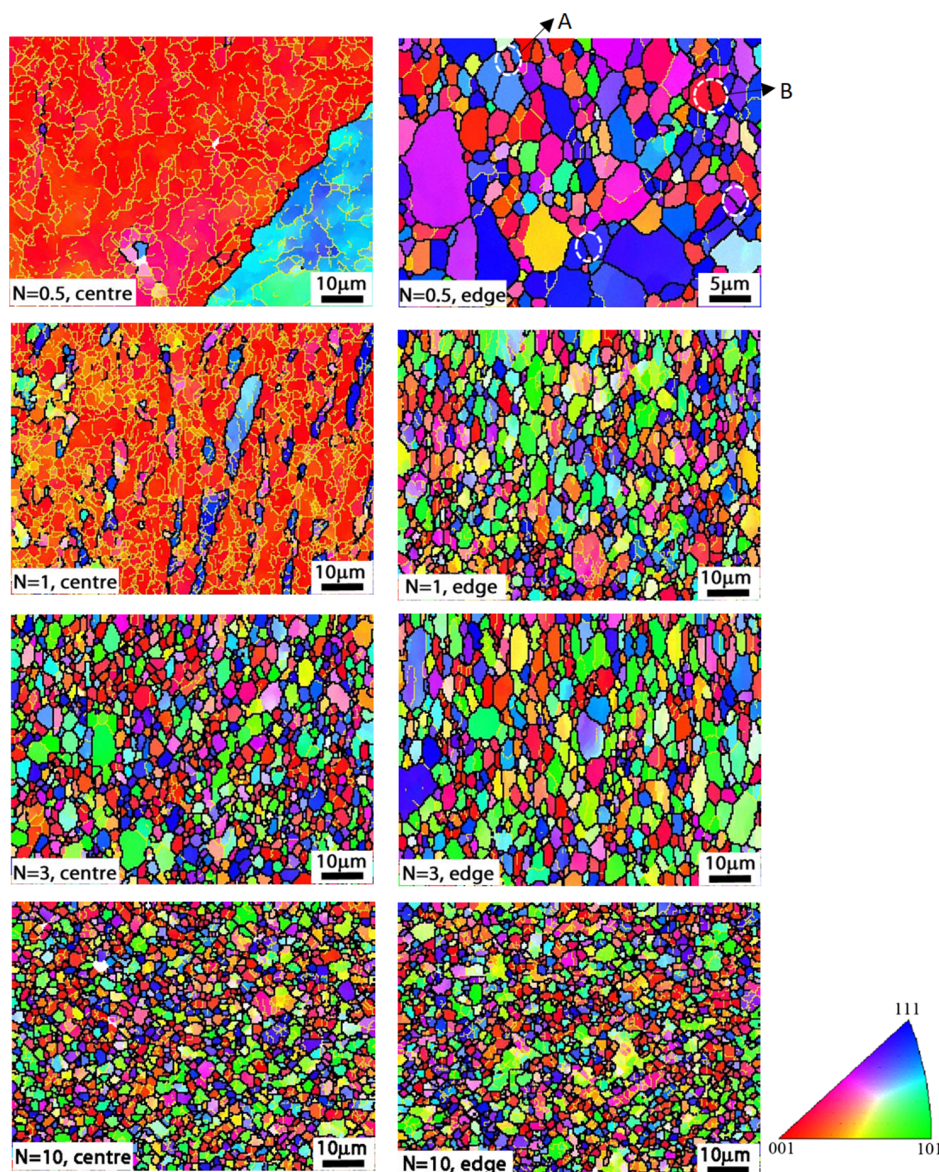 A
B
N=0.5, centre
10μm
N=0.5, edge
5μm
N=1, centre
10μm
N=1, edge
10μm
N=3, centre
10μm
N=3, edge
10μm
N=10, centre
10μm
N=10, edge
10μm
111
001
101